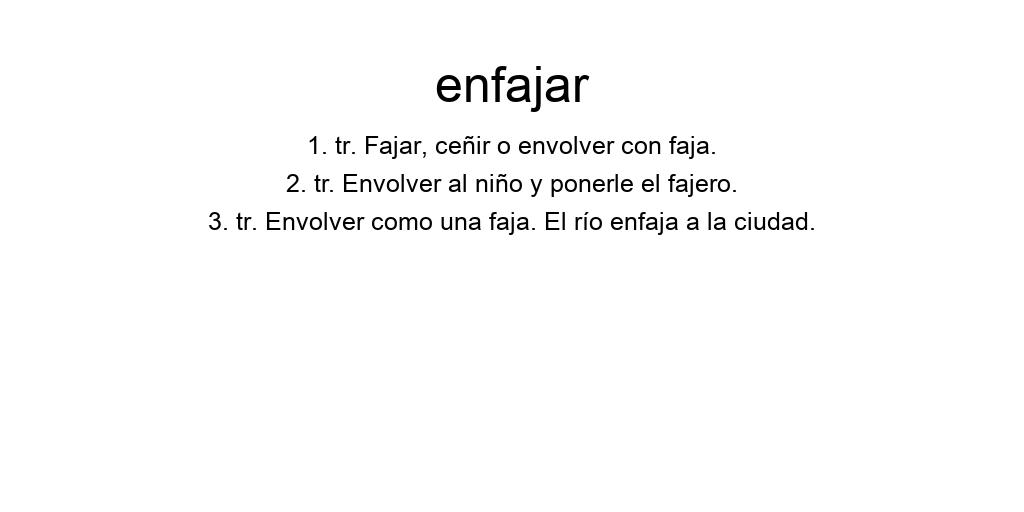 enfajar
1. tr. Fajar, ceñir o envolver con faja.
2. tr. Envolver al niño y ponerle el fajero.
3. tr. Envolver como una faja. El río enfaja a la ciudad.